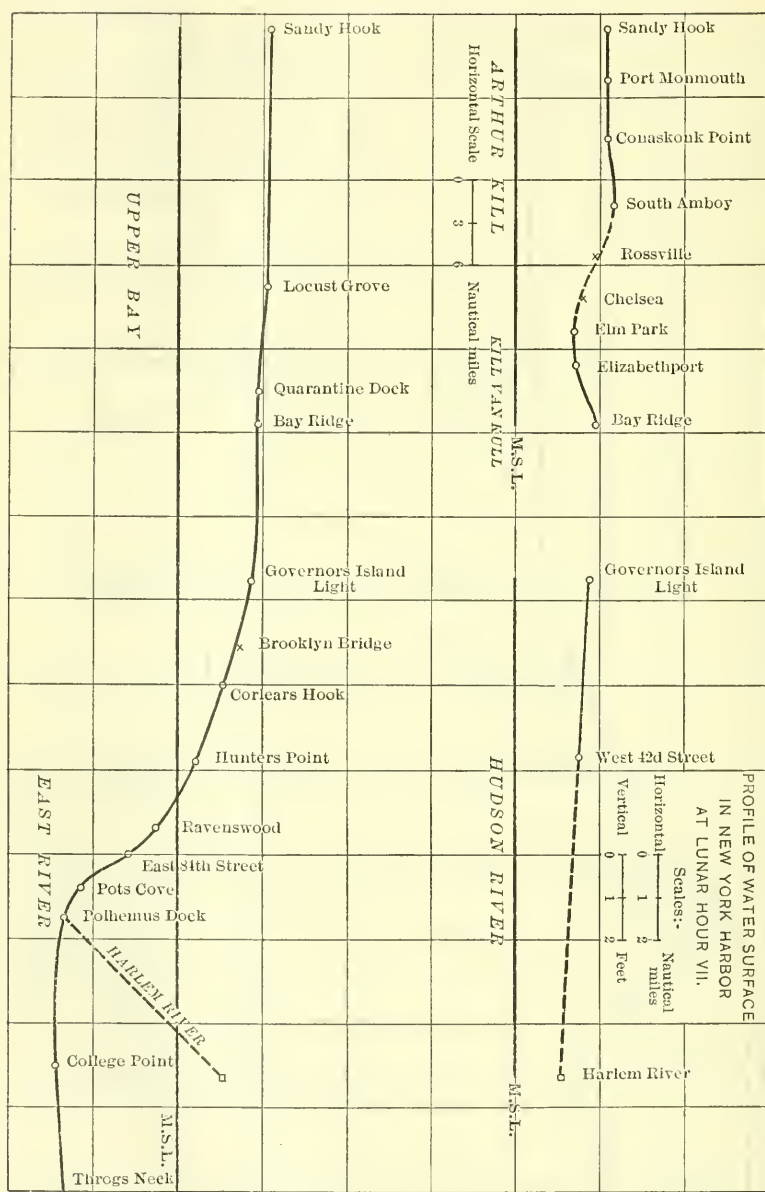 Sandy Hook
Locust Grove
Quarantine Dock
Bay Ridge
Governors Island
Light
Brooklyn Bridge
Corlears Hook
Hunters Point
Ravenswood
East 84th Street
Pots Cove
Polhemus Dock
HARLEM RIVER
College Point
Throgs Neck
UPPER BAY
EAST RIVER
M.S.L.
Sandy Hook
Port Monmouth
Conaskonk Point
South Amboy
Rossville
Chelsea
Elm Park
Elizabethport
Bay Ridge
ARTHUR KILL
Horizontal Scale
0 3 6
Nautical miles
KILL VAN KULL
M.S.L.
Governors Island
Light
West 42d Street
Harlem River
HUDSON RIVER
M.S.L.
PROFILE OF WATER SURFACE
IN NEW YORK HARBOR
AT LUNAR HOUR VII.
Scales:-
Horizontal
Nautical
miles
0 1 2
Vertical
Feet